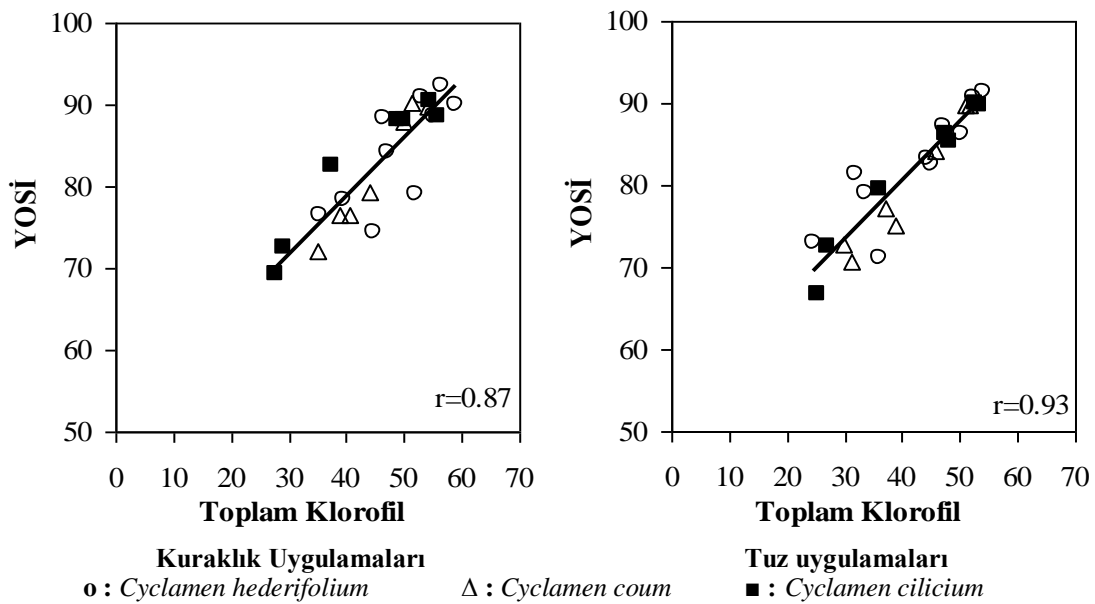 100
90
80
70
60
50
YOSİ
r=0.87
0 10 20 30 40 50 60 70
Toplam Klorofil
Kuraklık Uygulamaları
100
90
80
70
60
50
YOSİ
r=0.93
0 10 20 30 40 50 60 70
Toplam Klorofil
Tuz uygulamaları
o : Cyclamen hederifolium △ : Cyclamen coum ■ : Cyclamen cilicium